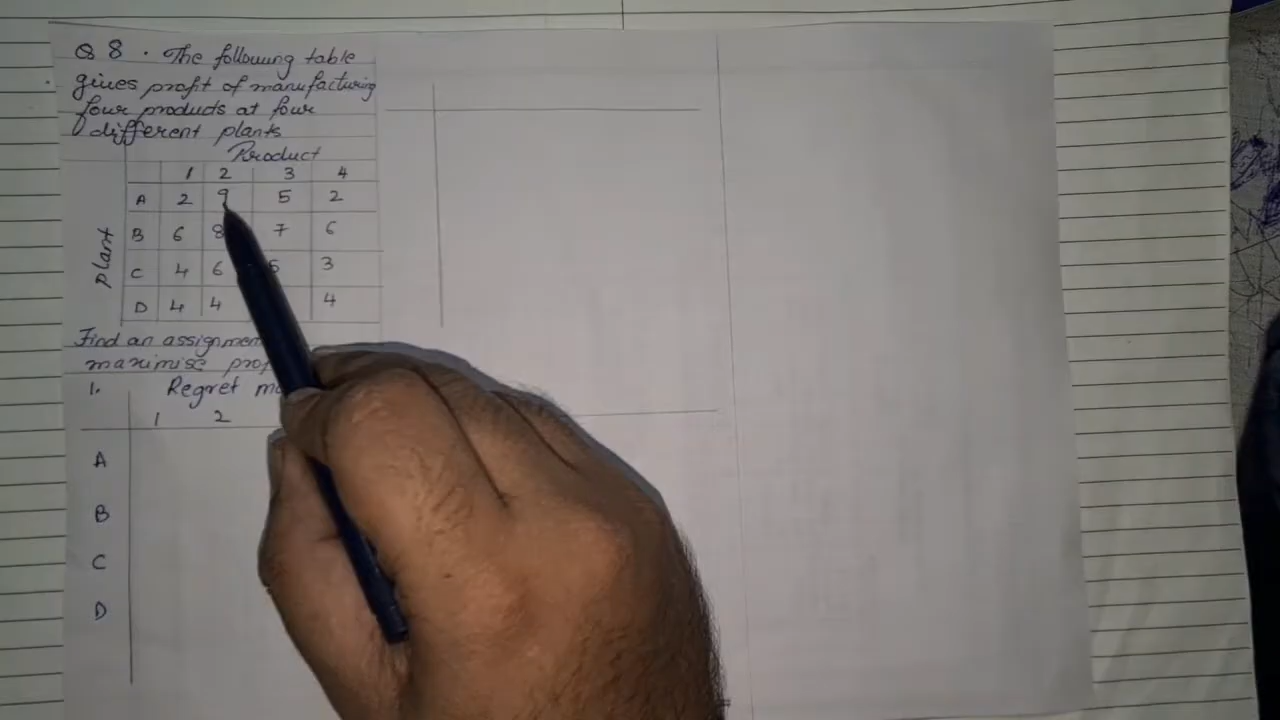 Q 8 . The following table
gives profit of manufacturing
four products at four
different plants
Product
1 2 3 4
A 2 9 5 2
Plant
B 6 8 7 6
C 4 6 5 3
D 4 4 4
Find an assignment
maximise
1. Regret
1 2
A
B
C
D